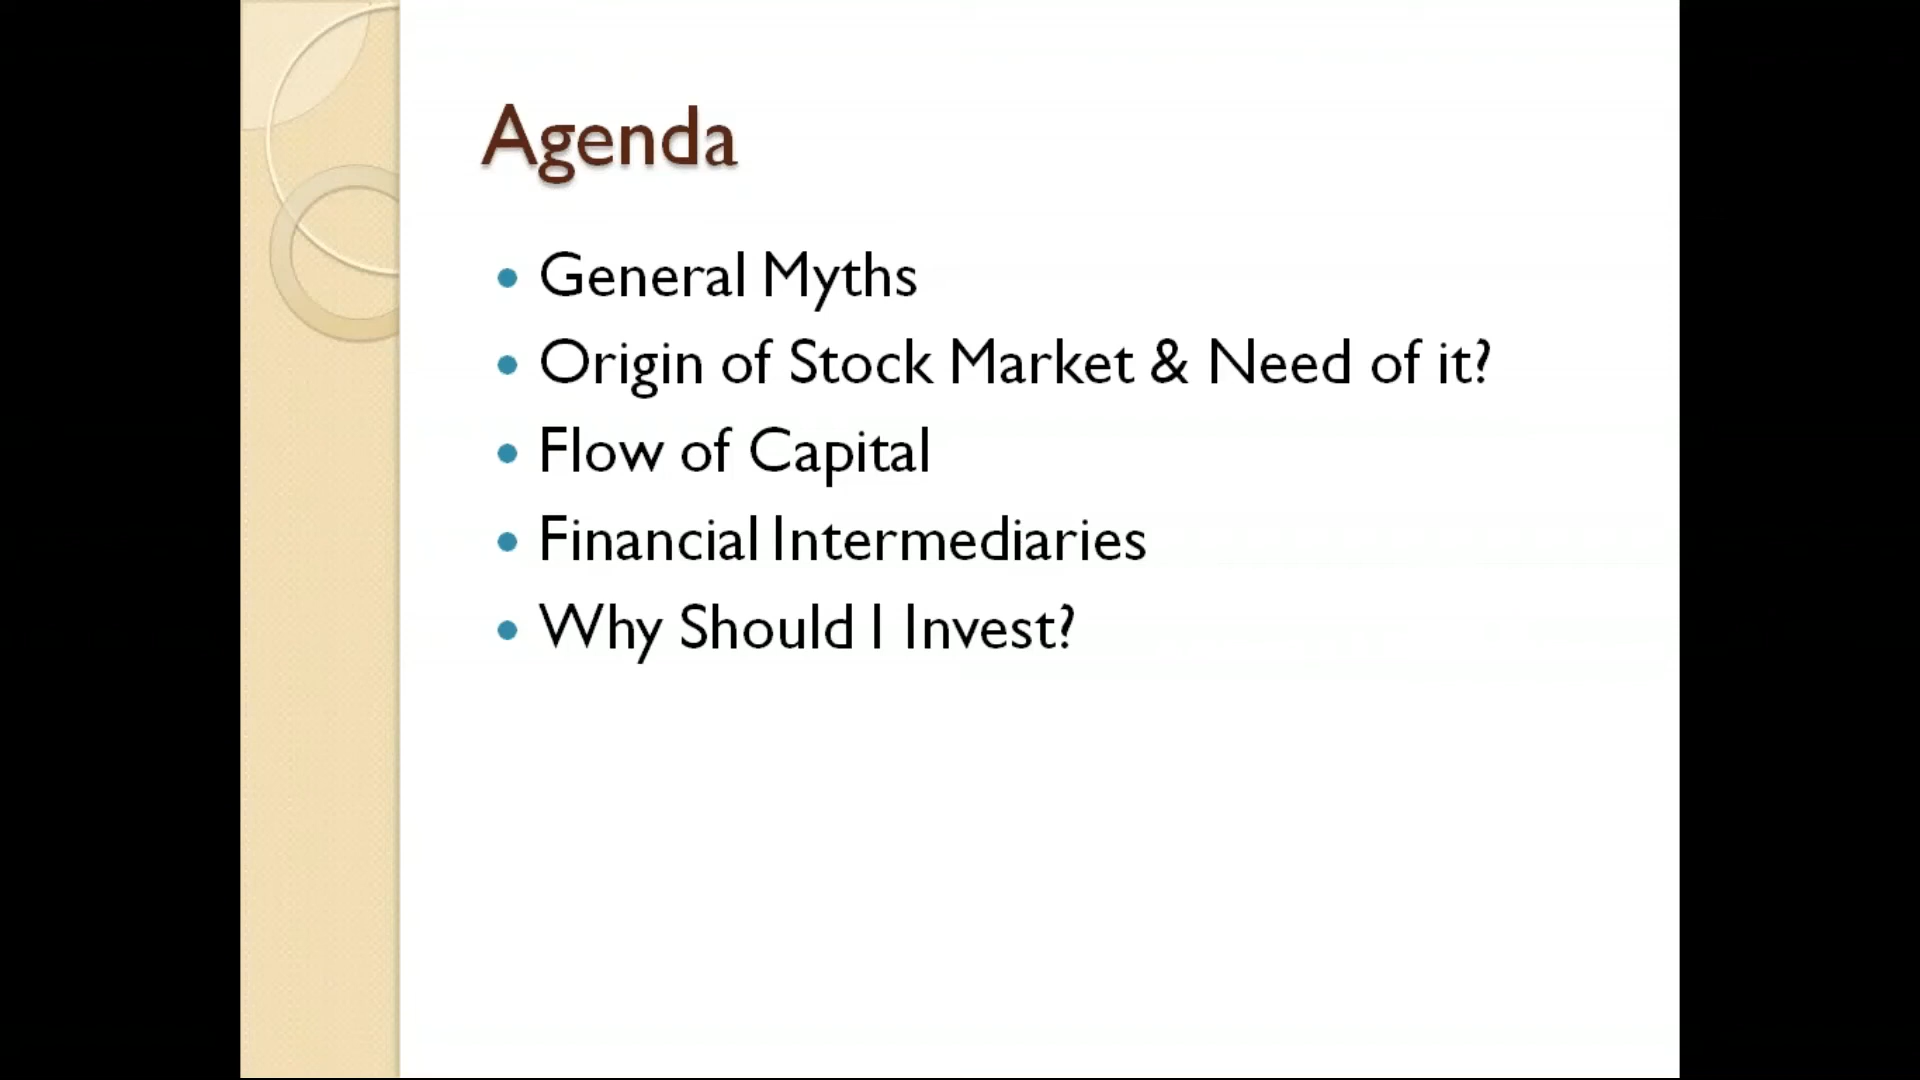 Agenda
• General Myths
• Origin of Stock Market & Need of it?
• Flow of Capital
• Financial Intermediaries
• Why Should I Invest?